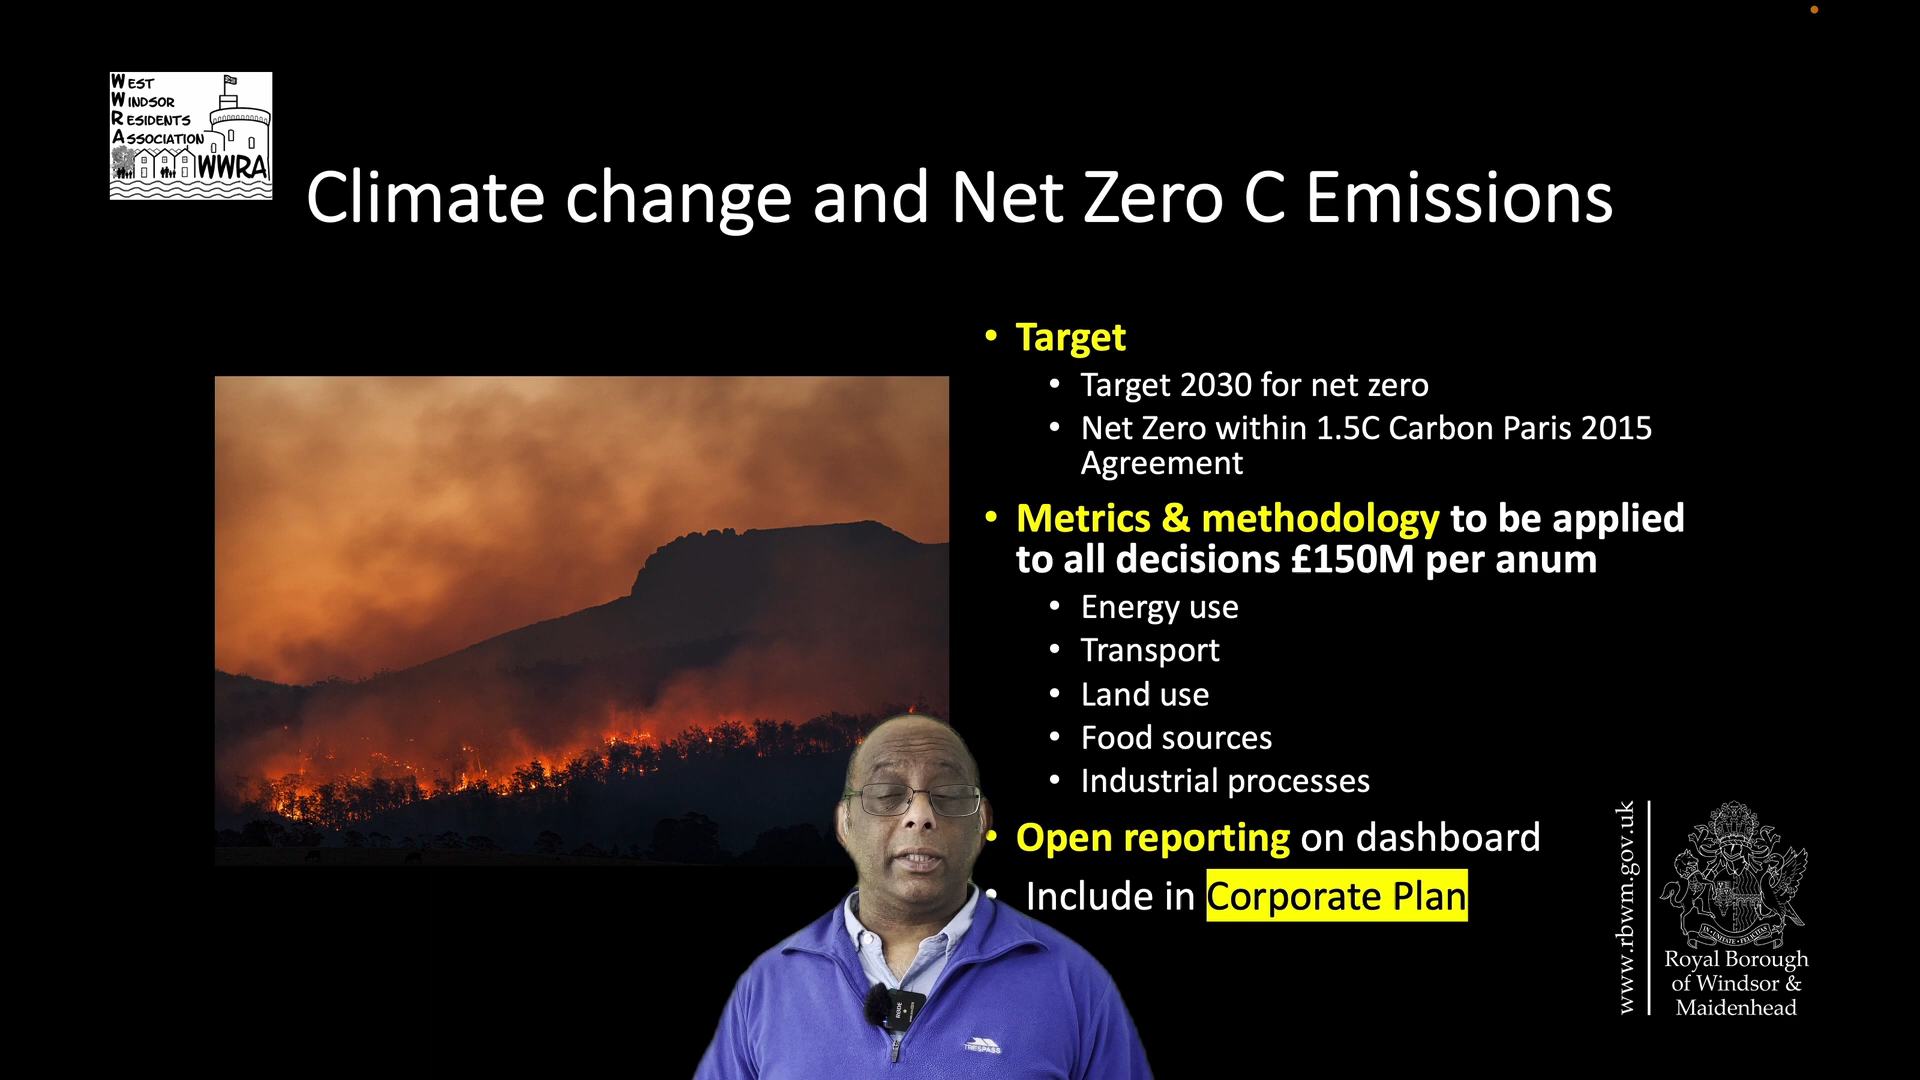 WEST
WINDSOR
RESIDENTS
ASSOCIATION
WWRA
Climate change and Net Zero C Emissions
• Target
• Target 2030 for net zero
• Net Zero within 1.5C Carbon Paris 2015
Agreement
• Metrics & methodology to be applied
to all decisions £150M per anum
• Energy use
• Transport
• Land use
• Food sources
• Industrial processes
• Open reporting on dashboard
• Include in Corporate Plan
www.rbwm.gov.uk
Royal Borough
of Windsor &
Maidenhead
RØDE
TRESPASS